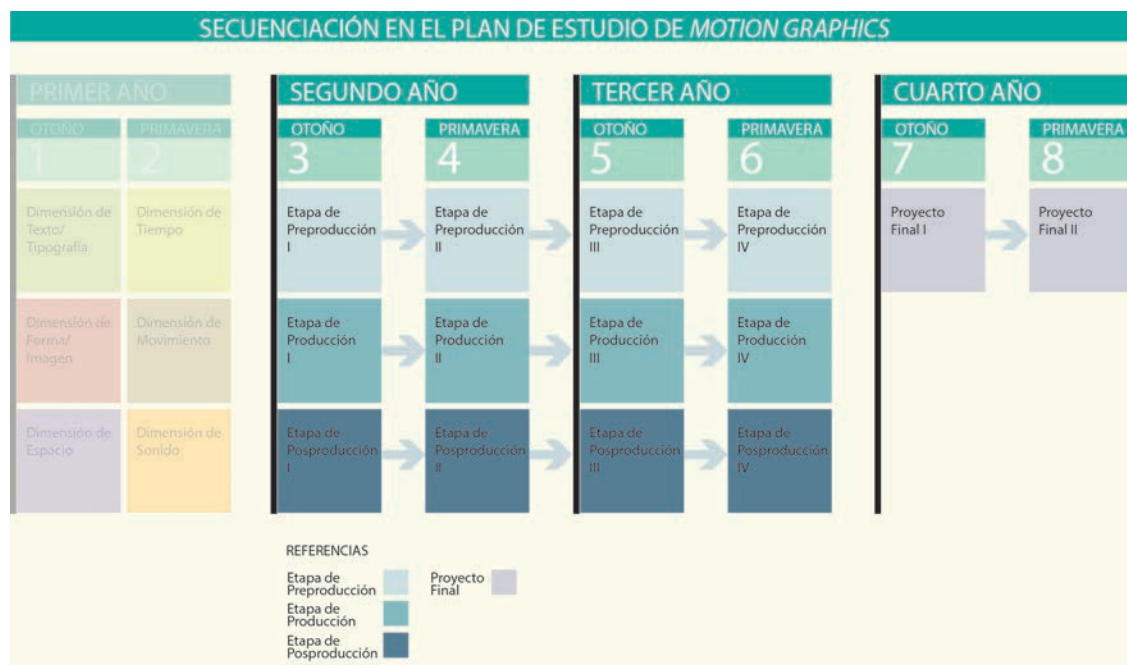 SECUENCIACIÓN EN EL PLAN DE ESTUDIO DE MOTION GRAPHICS
PRIMER AÑO
OTOÑO
1
PRIMAVERA
2
Dimensión de
Texto/
Tipografía
Dimensión de
Tiempo
Dimensión de
Forma/
Imagen
Dimensión de
Movimiento
Dimensión de
Espacio
Dimensión de
Sonido
SEGUNDO AÑO
OTOÑO
3
PRIMAVERA
4
Etapa de
Preproducción
I
Etapa de
Preproducción
II
Etapa de
Producción
I
Etapa de
Producción
II
Etapa de
Posproducción
I
Etapa de
Posproducción
II
TERCER AÑO
OTOÑO
5
PRIMAVERA
6
Etapa de
Preproducción
III
Etapa de
Preproducción
IV
Etapa de
Producción
III
Etapa de
Producción
IV
Etapa de
Posproducción
III
Etapa de
Posproducción
IV
CUARTO AÑO
OTOÑO
7
PRIMAVERA
8
Proyecto
Final I
Proyecto
Final II
REFERENCIAS
Etapa de
Preproducción
Etapa de
Producción
Etapa de
Posproducción
Proyecto
Final